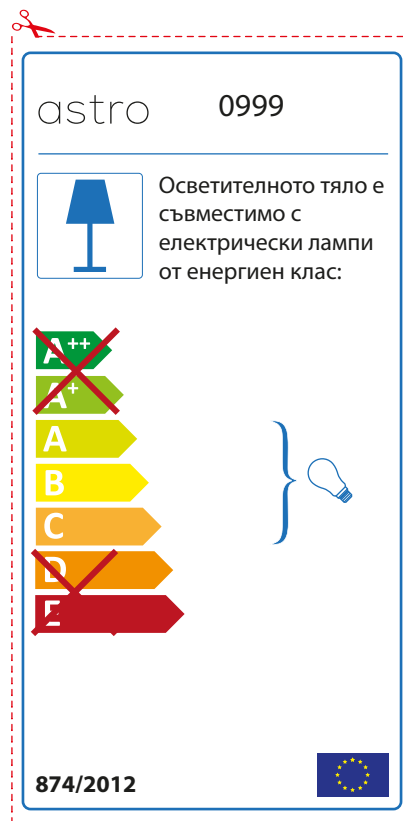 astro 0999
Осветителното тяло е
съвместимо с
електрически лампи
от енергиен клас:
A++
A+
A
B
C
D
E
874/2012